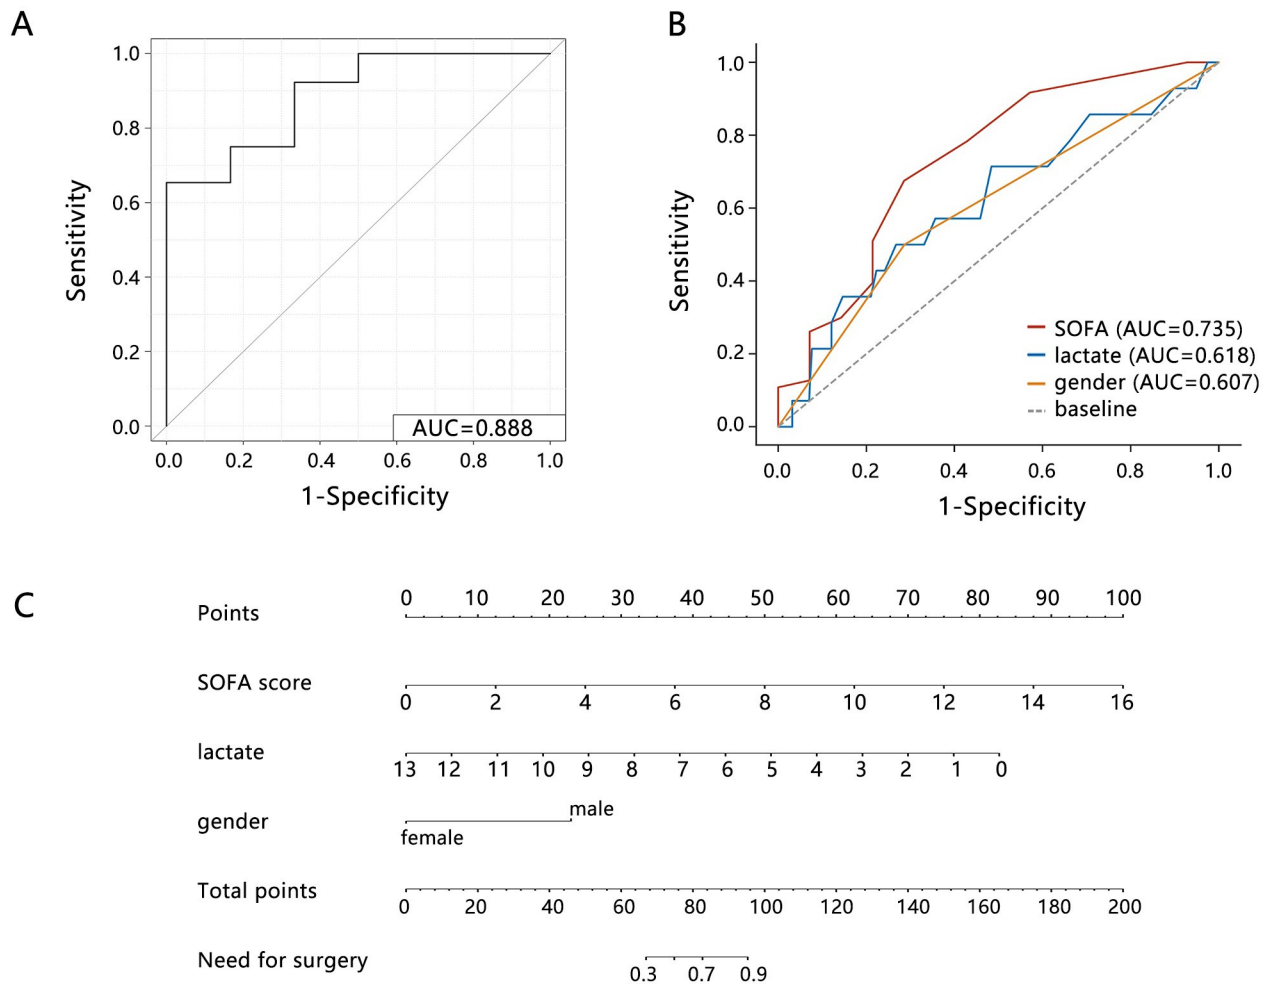 A
1.0
0.8
0.6
0.4
0.2
0.0
Sensitivity
AUC=0.888
0.0 0.2 0.4 0.6 0.8 1.0
1-Specificity
B
1.0
0.8
0.6
0.4
0.2
0.0
Sensitivity
SOFA (AUC=0.735)
lactate (AUC=0.618)
gender (AUC=0.607)
baseline
0.0 0.2 0.4 0.6 0.8 1.0
1-Specificity
C
Points 0 10 20 30 40 50 60 70 80 90 100
SOFA score 0 2 4 6 8 10 12 14 16
lactate 13 12 11 10 9 8 7 6 5 4 3 2 1 0
gender female male
Total points 0 20 40 60 80 100 120 140 160 180 200
Need for surgery 0.3 0.7 0.9